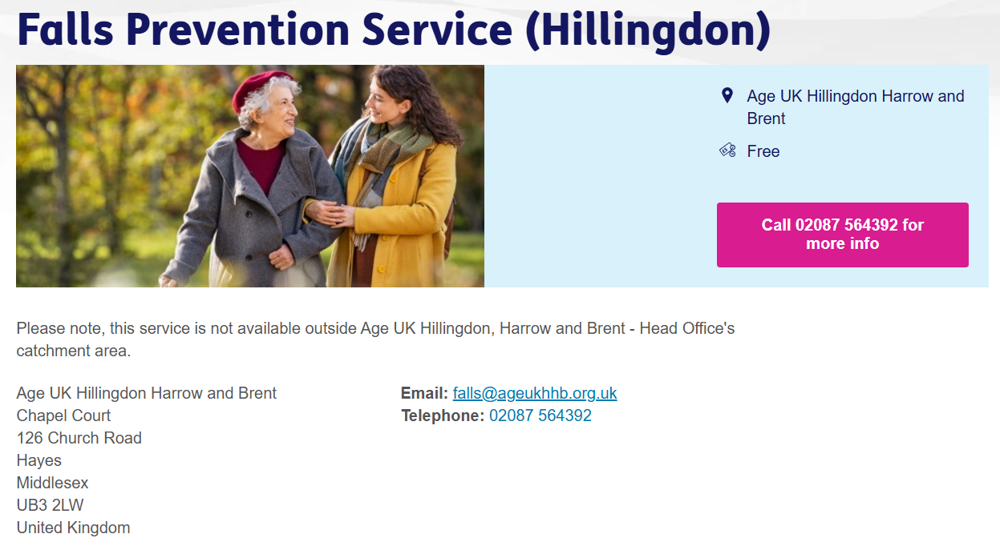 Falls Prevention Service (Hillingdon)
Age UK Hillingdon Harrow and
Brent
Free
Call 02087 564392 for
more info
Please note, this service is not available outside Age UK Hillingdon, Harrow and Brent - Head Office's
catchment area.
Age UK Hillingdon Harrow and Brent
Chapel Court
126 Church Road
Hayes
Middlesex
UB3 2LW
United Kingdom
Email: falls@ageukhhb.org.uk
Telephone: 02087 564392